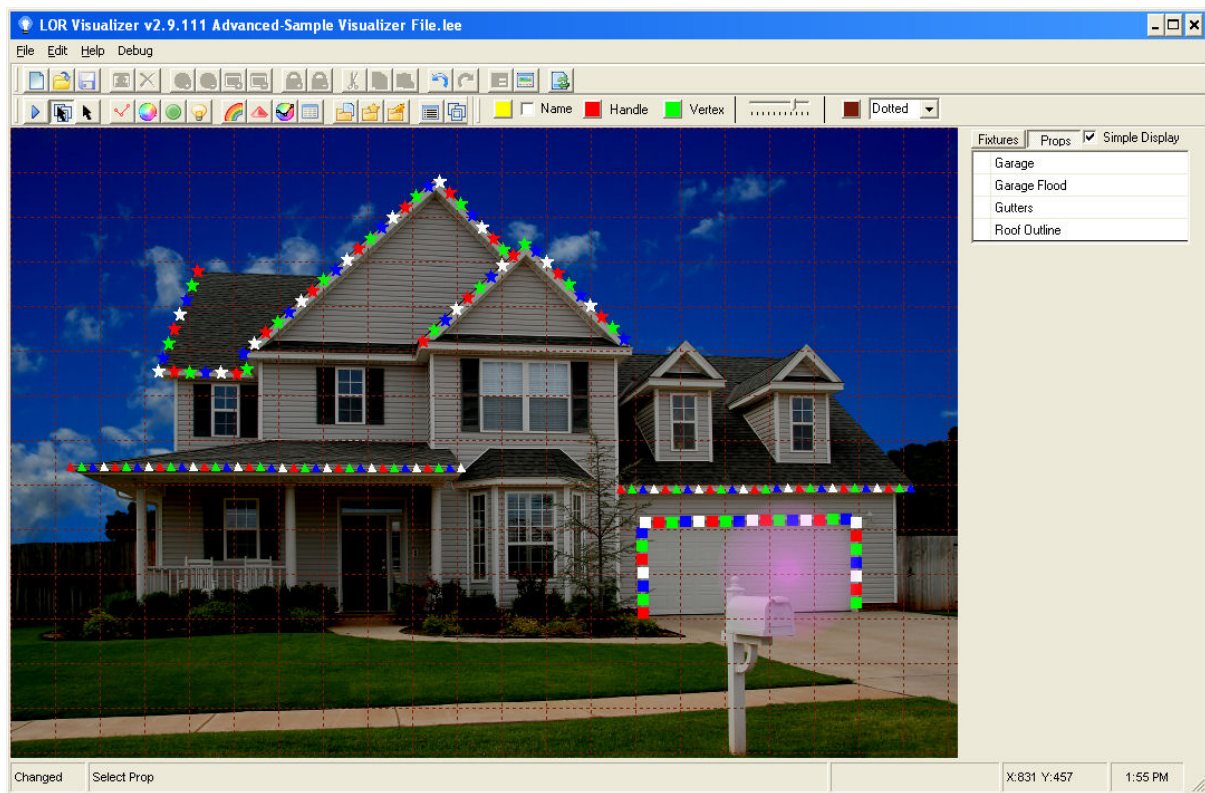 LOR Visualizer v2.9.111 Advanced-Sample Visualizer File.lee
File Edit Help Debug
Name Handle Vertex Dotted
Fixtures Props Simple Display
Garage
Garage Flood
Gutters
Roof Outline
Changed Select Prop X:831 Y:457 1:55 PM